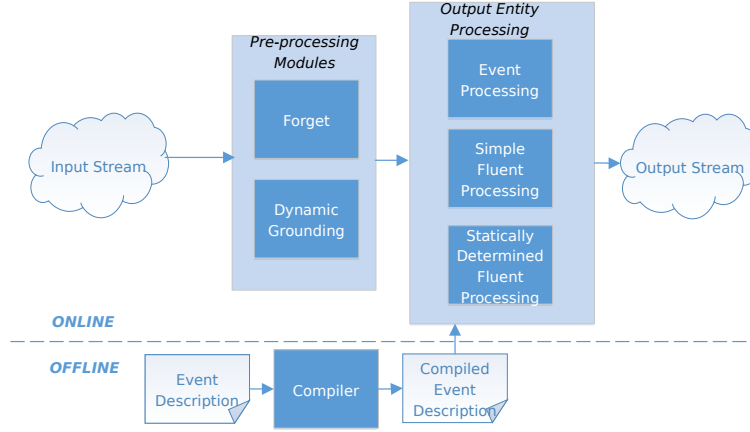 Output Entity
Processing
Pre-processing
Modules
Event
Processing
Forget
Input Stream
Simple
Fluent
Processing
Output Stream
Dynamic
Grounding
Statically
Determined
Fluent
Processing
ONLINE
OFFLINE
Event
Description
Compiler
Compiled
Event
Description